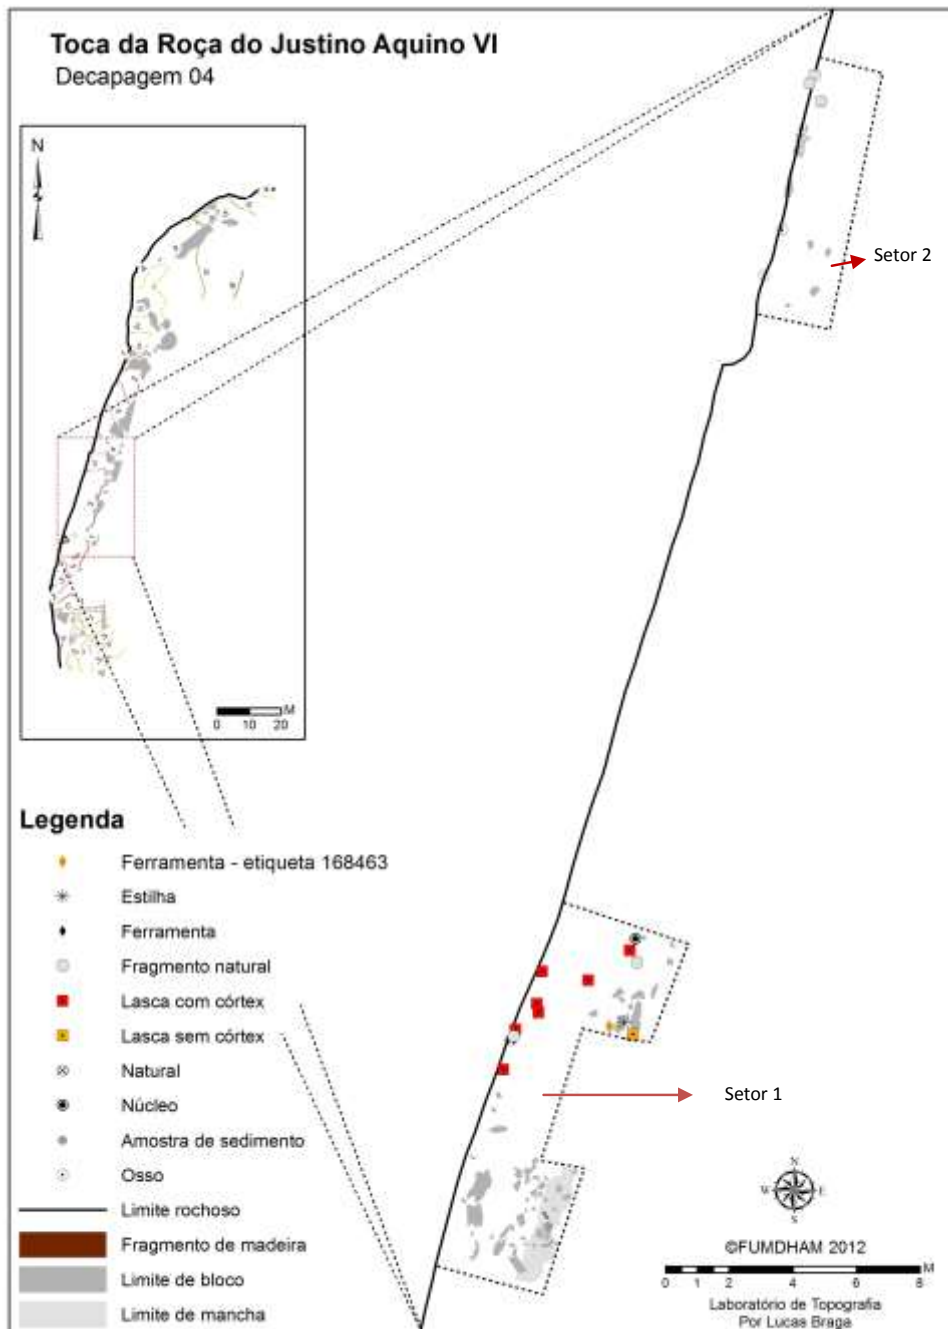 Toca da Roça do Justino Aquino VI
Decapagem 04
N
M
0 10 20
Setor 2
Legenda
Ferramenta - etiqueta 168463
Estilha
Ferramenta
Fragmento natural
Lasca com córtex
Lasca sem córtex
Natural
Núcleo
Amostra de sedimento
Osso
Limite rochoso
Fragmento de madeira
Limite de bloco
Limite de mancha
Setor 1
N
W E
S
©FUMDHAM 2012
M
0 1 2 4 6 8
Laboratório de Topografia
Por Lucas Braga